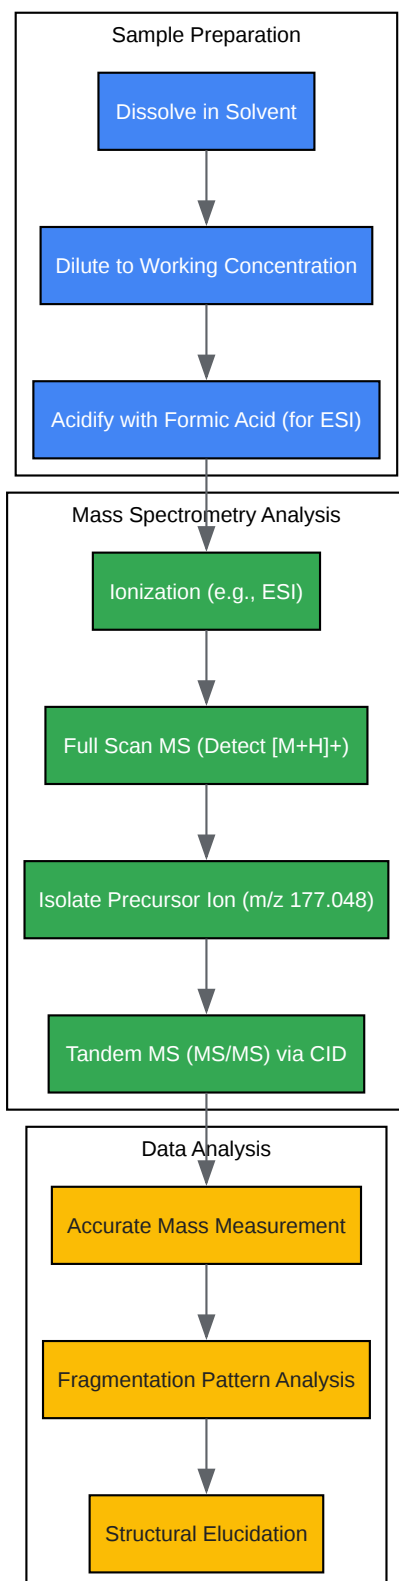 Sample Preparation
Dissolve in Solvent
Dilute to Working Concentration
Acidify with Formic Acid (for ESI)
Mass Spectrometry Analysis
Ionization (e.g., ESI)
Full Scan MS (Detect [M+H]+)
Isolate Precursor Ion (m/z 177.048)
Tandem MS (MS/MS) via CID
Data Analysis
Accurate Mass Measurement
Fragmentation Pattern Analysis
Structural Elucidation